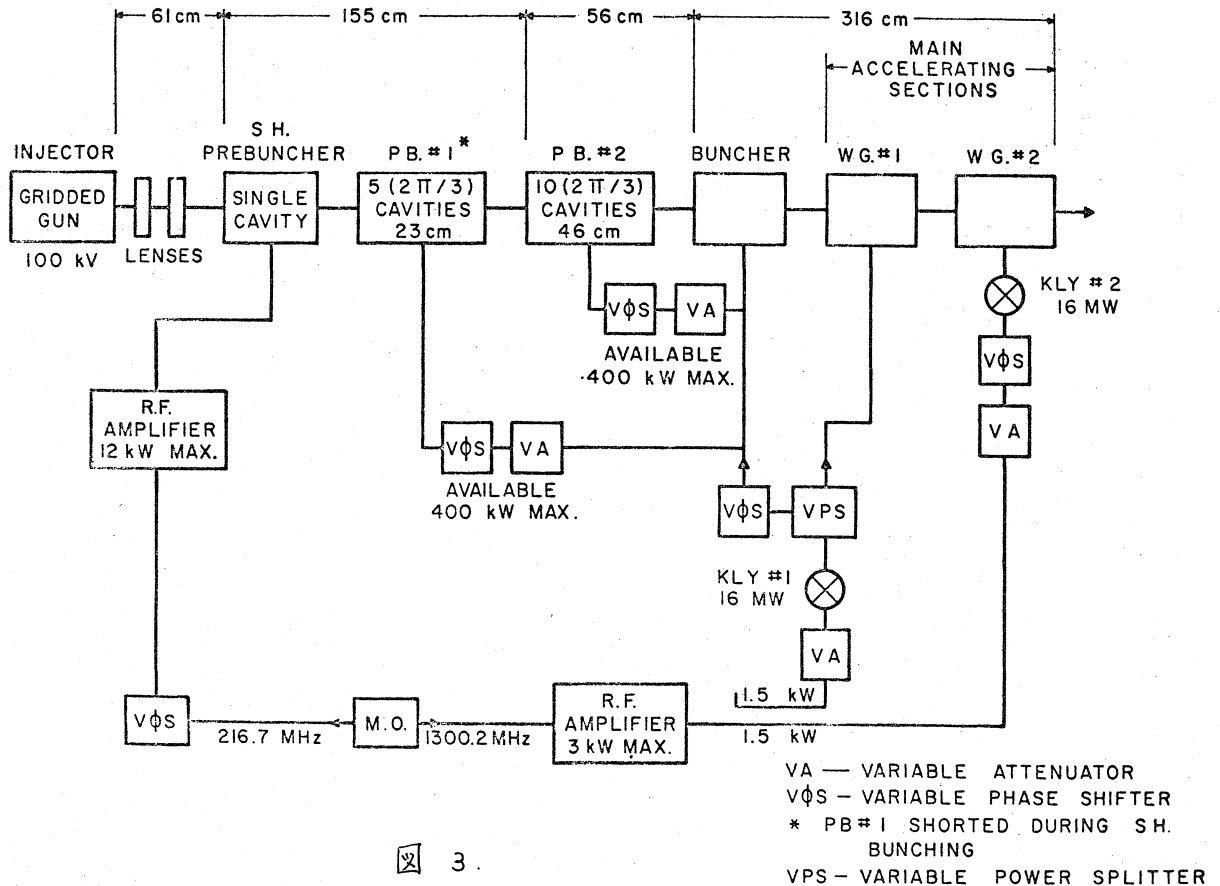 61 cm
155 cm
56 cm
316 cm
MAIN
ACCELERATING
SECTIONS
INJECTOR
S H.
PREBUNCHER
P B. #1*
P B. #2
BUNCHER
W G. #1
W G. #2
GRIDDED
GUN
SINGLE
CAVITY
5 (2π/3)
CAVITIES
23 cm
10 (2π/3)
CAVITIES
46 cm
100 kV
LENSES
VϕS
VA
AVAILABLE
400 kW MAX.
KLY #2
16 MW
VϕS
VA
R.F.
AMPLIFIER
12 kW MAX.
VϕS
VA
AVAILABLE
400 kW MAX.
VϕS
VPS
KLY #1
16 MW
VA
1.5 kW
VϕS
216.7 MHz
M.O.
1300.2 MHz
R.F.
AMPLIFIER
3 kW MAX.
1.5 kW
VA — VARIABLE ATTENUATOR
VϕS – VARIABLE PHASE SHIFTER
* PB#1 SHORTED DURING S H.
BUNCHING
VPS – VARIABLE POWER SPLITTER
図 3.